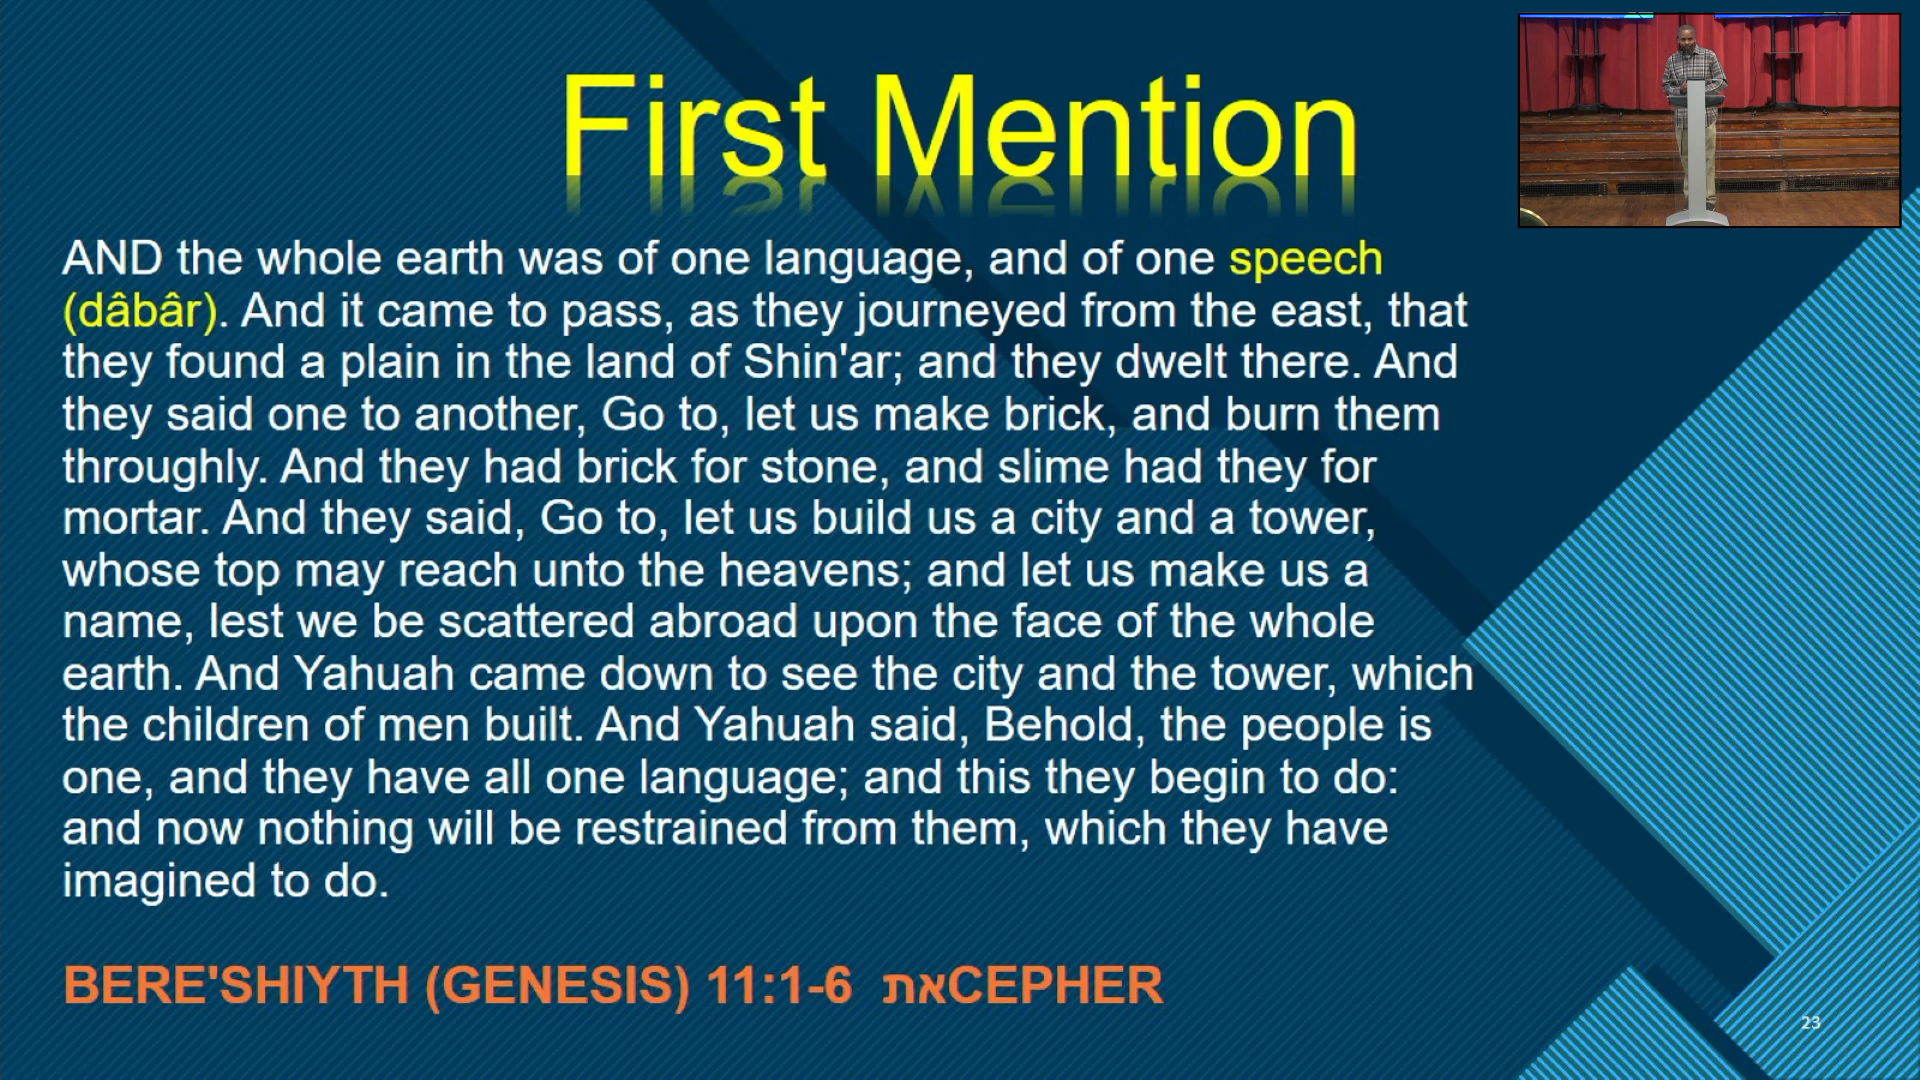 First Mention
AND the whole earth was of one language, and of one speech
(dâbâr). And it came to pass, as they journeyed from the east, that
they found a plain in the land of Shin'ar; and they dwelt there. And
they said one to another, Go to, let us make brick, and burn them
throughly. And they had brick for stone, and slime had they for
mortar. And they said, Go to, let us build us a city and a tower,
whose top may reach unto the heavens; and let us make us a
name, lest we be scattered abroad upon the face of the whole
earth. And Yahuah came down to see the city and the tower, which
the children of men built. And Yahuah said, Behold, the people is
one, and they have all one language; and this they begin to do:
and now nothing will be restrained from them, which they have
imagined to do.
BERE'SHIYTH (GENESIS) 11:1-6 את CEPHER
23